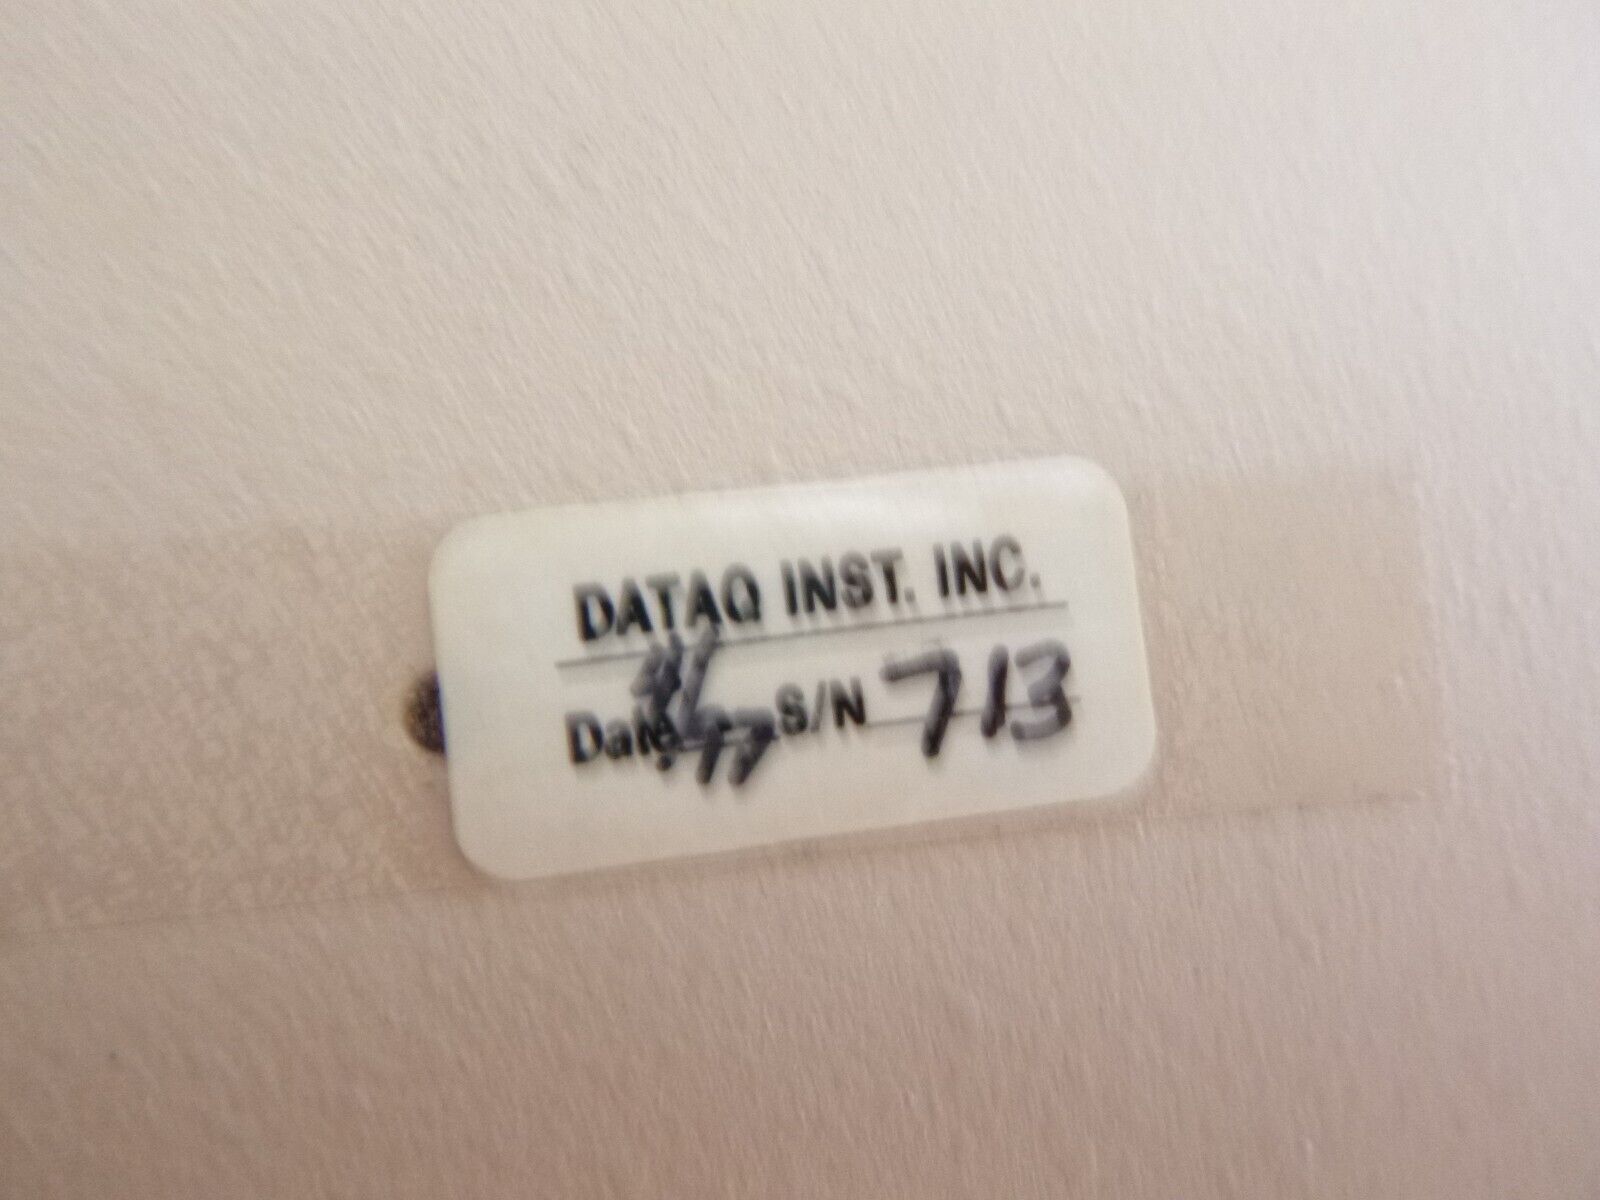 DATAQ INST. INC.
Date S/N 713